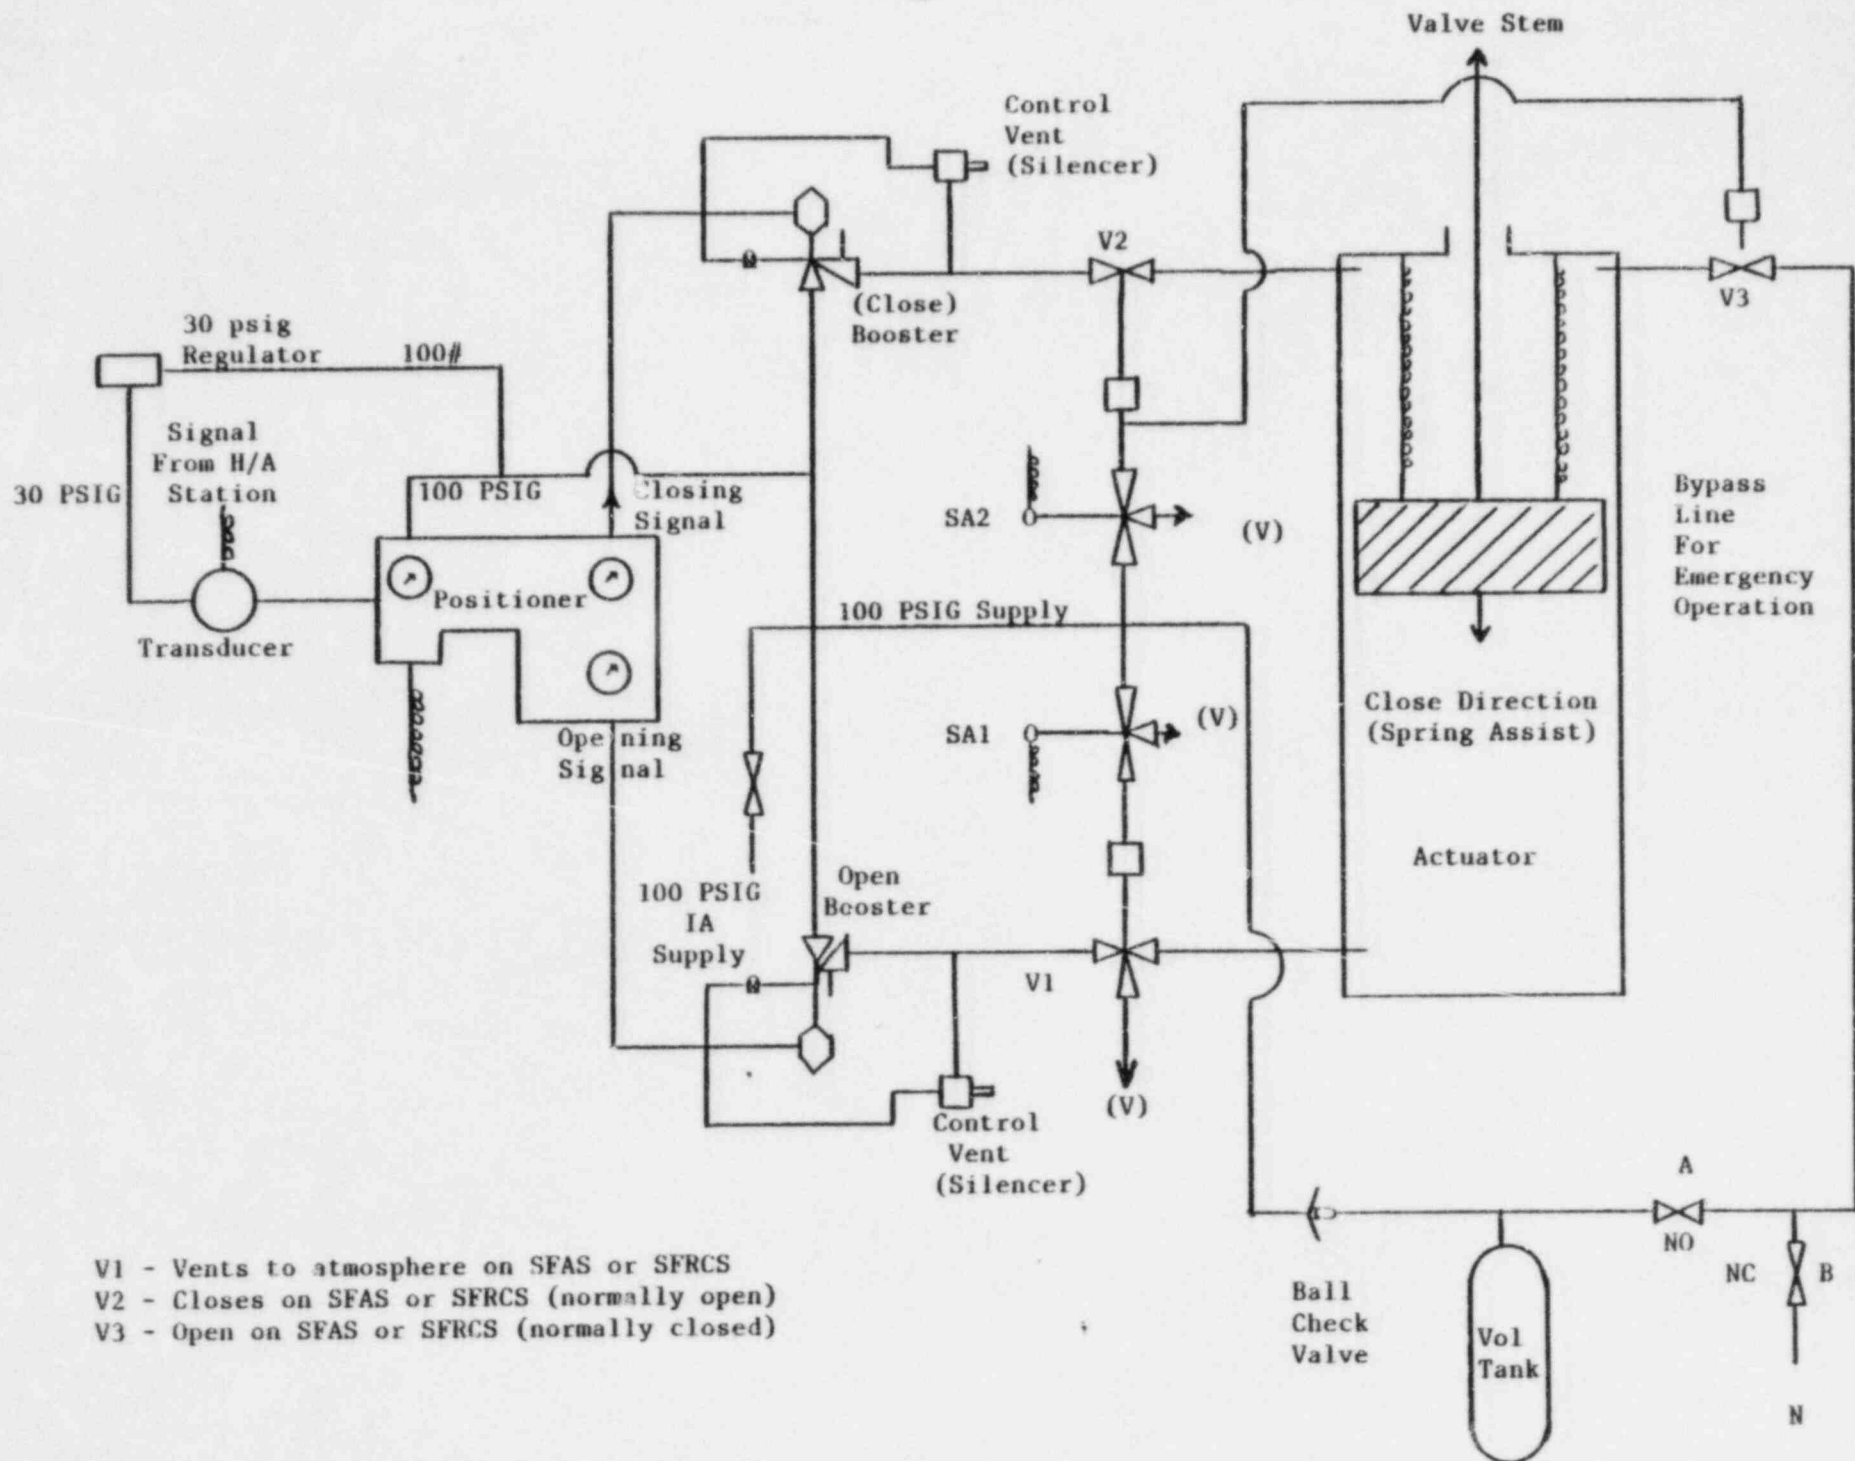 Valve Stem
Control
Vent
(Silencer)
V2
(Close)
Booster
V3
30 psig
Regulator
100#
Signal
From H/A
Station
30 PSIG
100 PSIG
Closing
Signal
SA2
(V)
Bypass
Line
For
Emergency
Operation
Positioner
Transducer
100 PSIG Supply
Close Direction
(Spring Assist)
SA1
(V)
Opening
Signal
Actuator
100 PSIG
IA
Supply
Open
Booster
V1
(V)
Control
Vent
(Silencer)
A
NO
NC
B
Ball
Check
Valve
Vol
Tank
N
V1 - Vents to atmosphere on SFAS or SFRCS
V2 - Closes on SFAS or SFRCS (normally open)
V3 - Open on SFAS or SFRCS (normally closed)